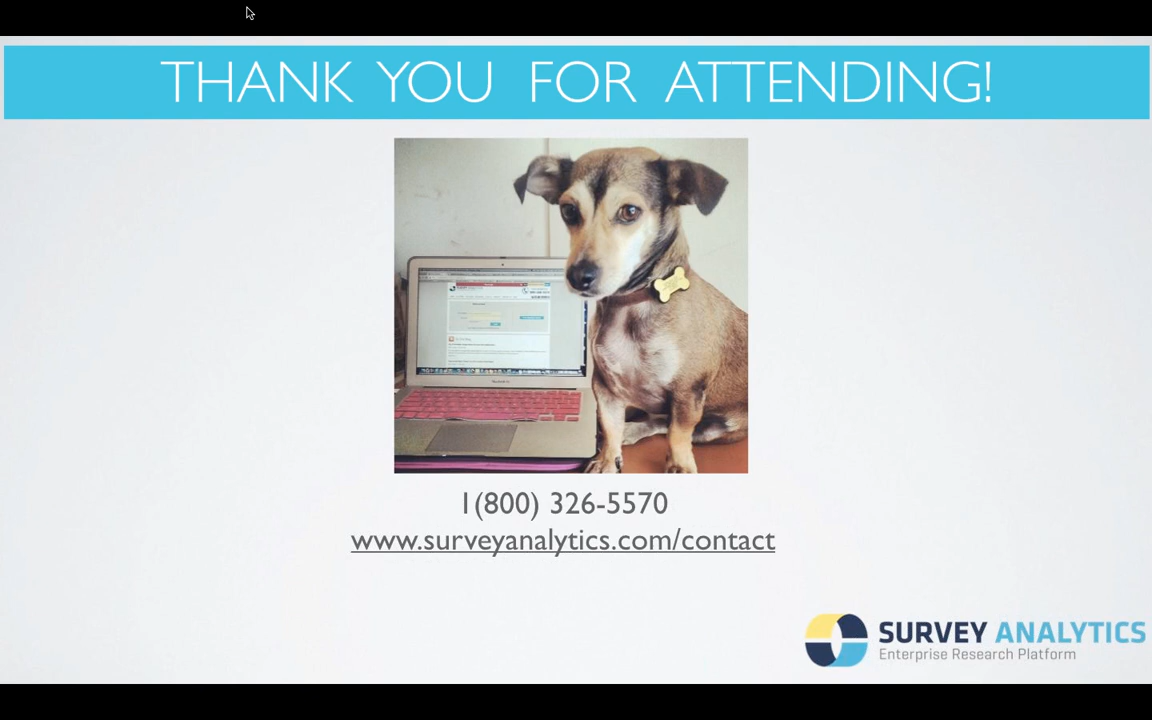 THANK YOU FOR ATTENDING!
1(800) 326-5570
www.surveyanalytics.com/contact
SURVEY ANALYTICS
Enterprise Research Platform